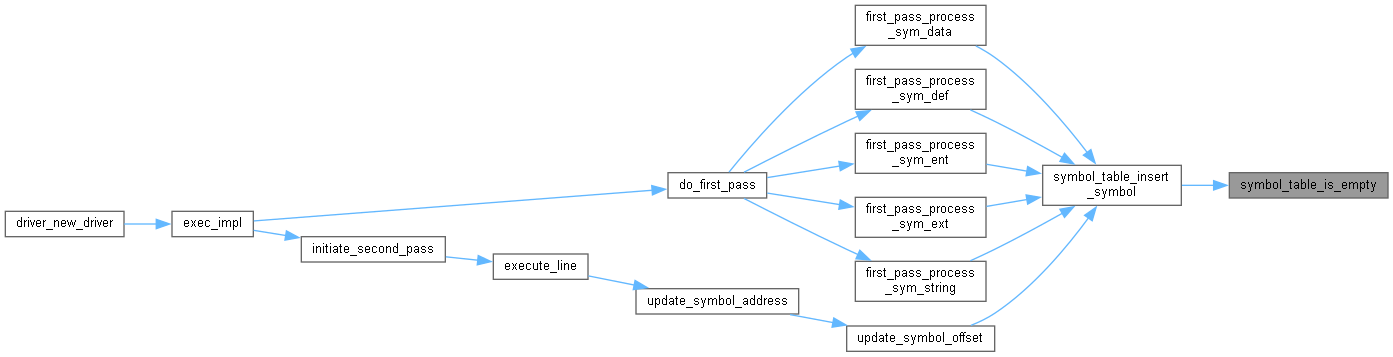 first_pass_process
_sym_data
first_pass_process
_sym_def
first_pass_process
_sym_ent
do_first_pass
symbol_table_insert
_symbol
symbol_table_is_empty
first_pass_process
_sym_ext
driver_new_driver
exec_impl
initiate_second_pass
execute_line
first_pass_process
_sym_string
update_symbol_address
update_symbol_offset